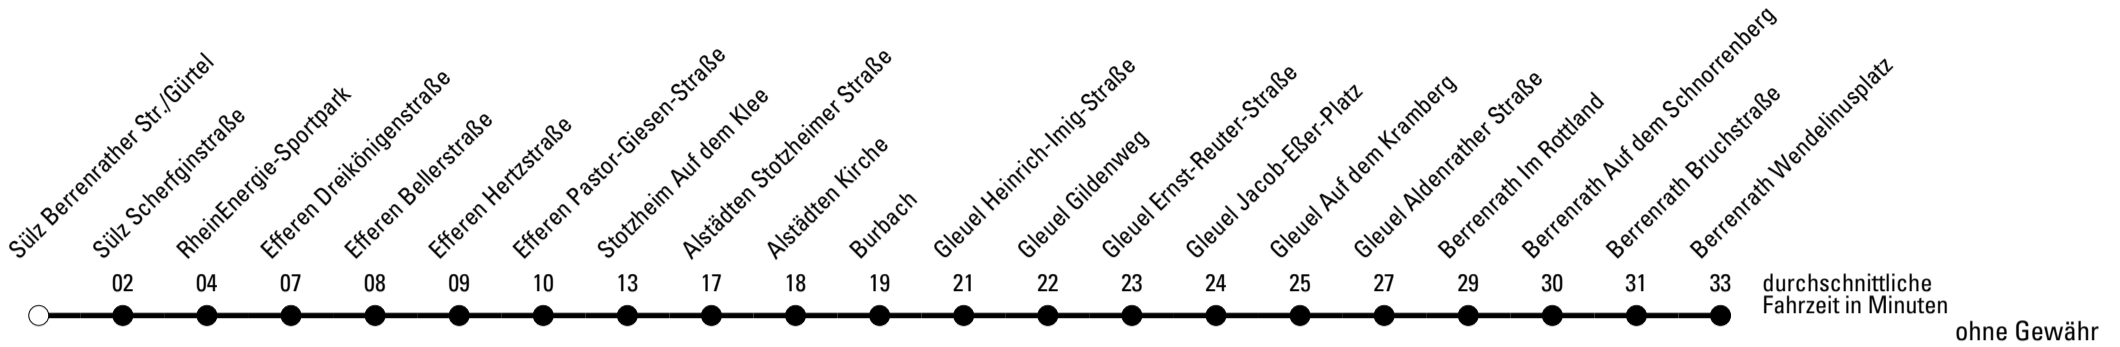 Sülz Berrenrather Str./Gürtel
Sülz Scherfginstraße
RheinEnergie-Sportpark
Efferen Dreikönigenstraße
Efferen Bellerstraße
Efferen Hertzstraße
Efferen Pastor-Giesen-Straße
Stotzheim Auf dem Klee
Alstädten Stotzheimer Straße
Alstädten Kirche
Burbach
Gleuel Heinrich-Imig-Straße
Gleuel Gildenweg
Gleuel Ernst-Reuter-Straße
Gleuel Jacob-Eßer-Platz
Gleuel Auf dem Kramberg
Gleuel Aldenrather Straße
Berrenrath Im Rottland
Berrenrath Auf dem Schnorrenberg
Berrenrath Bruchstraße
Berrenrath Wendelinusplatz
02 04 07 08 09 10 13 17 18 19 21 22 23 24 25 27 29 30 31 33
durchschnittliche
Fahrzeit in Minuten
ohne Gewähr